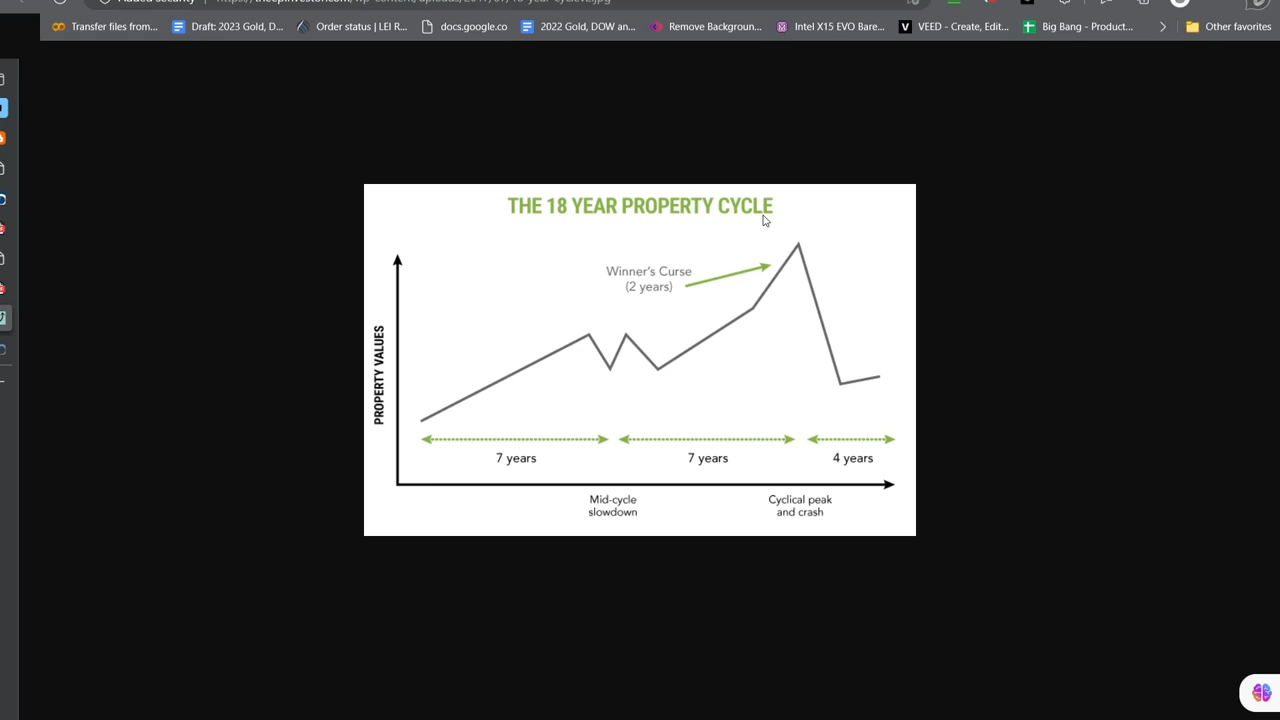 Transfer files from...
Draft: 2023 Gold, D...
Order status | LEI R...
docs.google.co
2022 Gold, DOW an...
Remove Backgroun...
Intel X15 EVO Bare...
VEED - Create, Edit...
Big Bang - Product...
Other favorites
THE 18 YEAR PROPERTY CYCLE
Winner's Curse
(2 years)
PROPERTY VALUES
7 years
7 years
4 years
Mid-cycle
slowdown
Cyclical peak
and crash